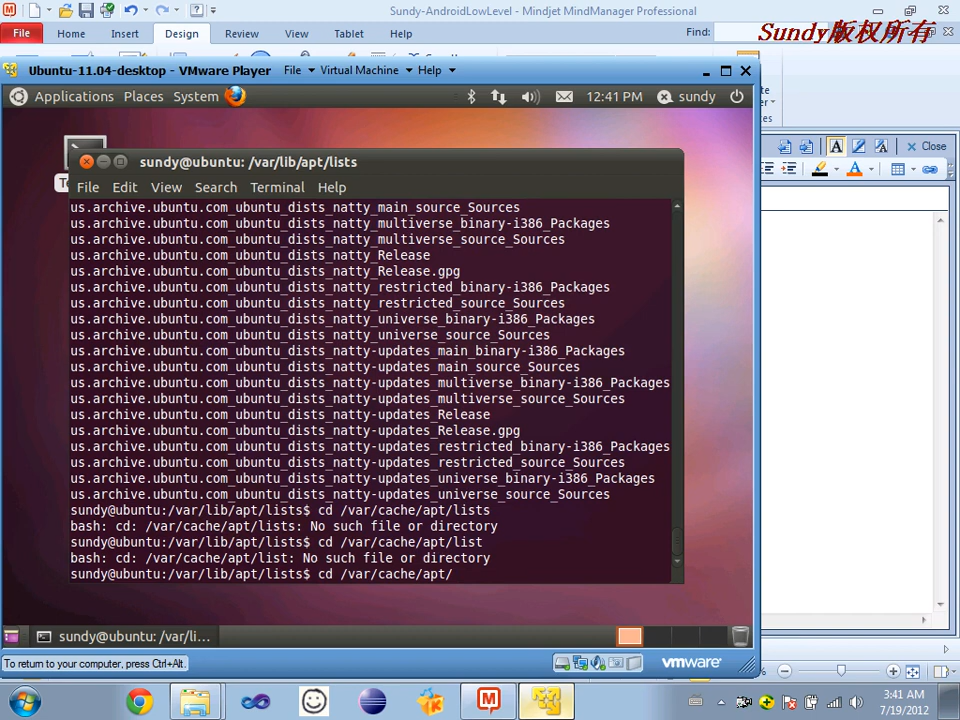 Sundy-AndroidLowLevel - Mindjet MindManager Professional
File Home Insert Design Review View Tablet Help
Find:
Sundy版权所有
Ubuntu-11.04-desktop - VMware Player File Virtual Machine Help
Applications Places System 12:41 PM sundy
Close
sundy@ubuntu: /var/lib/apt/lists
File Edit View Search Terminal Help
us.archive.ubuntu.com_ubuntu_dists_natty_main_source_Sources
us.archive.ubuntu.com_ubuntu_dists_natty_multiverse_binary-i386_Packages
us.archive.ubuntu.com_ubuntu_dists_natty_multiverse_source_Sources
us.archive.ubuntu.com_ubuntu_dists_natty_Release
us.archive.ubuntu.com_ubuntu_dists_natty_Release.gpg
us.archive.ubuntu.com_ubuntu_dists_natty_restricted_binary-i386_Packages
us.archive.ubuntu.com_ubuntu_dists_natty_restricted_source_Sources
us.archive.ubuntu.com_ubuntu_dists_natty_universe_binary-i386_Packages
us.archive.ubuntu.com_ubuntu_dists_natty_universe_source_Sources
us.archive.ubuntu.com_ubuntu_dists_natty-updates_main_binary-i386_Packages
us.archive.ubuntu.com_ubuntu_dists_natty-updates_main_source_Sources
us.archive.ubuntu.com_ubuntu_dists_natty-updates_multiverse_binary-i386_Packages
us.archive.ubuntu.com_ubuntu_dists_natty-updates_multiverse_source_Sources
us.archive.ubuntu.com_ubuntu_dists_natty-updates_Release
us.archive.ubuntu.com_ubuntu_dists_natty-updates_Release.gpg
us.archive.ubuntu.com_ubuntu_dists_natty-updates_restricted_binary-i386_Packages
us.archive.ubuntu.com_ubuntu_dists_natty-updates_restricted_source_Sources
us.archive.ubuntu.com_ubuntu_dists_natty-updates_universe_binary-i386_Packages
us.archive.ubuntu.com_ubuntu_dists_natty-updates_universe_source_Sources
sundy@ubuntu:/var/lib/apt/lists$ cd /var/cache/apt/lists
bash: cd: /var/cache/apt/lists: No such file or directory
sundy@ubuntu:/var/lib/apt/lists$ cd /var/cache/apt/list
bash: cd: /var/cache/apt/list: No such file or directory
sundy@ubuntu:/var/lib/apt/lists$ cd /var/cache/apt/
sundy@ubuntu: /var/li...
To return to your computer, press Ctrl+Alt.
vmware
3:41 AM
7/19/2012